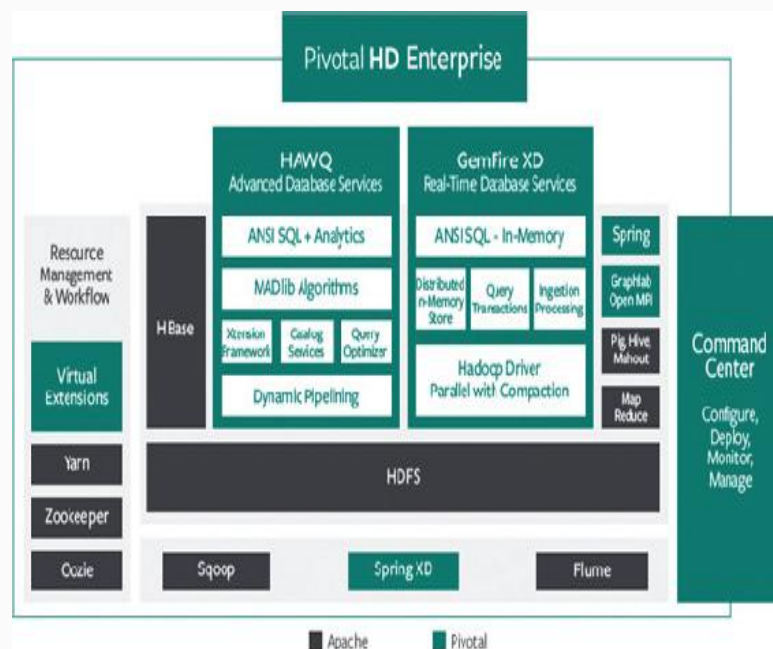 Pivotal HD Enterprise
HAWQ
Advanced Database Services
ANSI SQL + Analytics
MADlib Algorithms
Xtension
Framework
Catalog
Services
Query
Optimizer
Dynamic Pipelining
GemFire XD
Real-Time Database Services
ANSI SQL - In-Memory
Distributed
In-Memory
Store
Query
Transactions
Ingestion
Processing
Hadoop Driver
Parallel with Compaction
Resource
Management
& Workflow
Virtual
Extensions
Yarn
Zookeeper
Oozie
HBase
Spring
Graphlab
Open MPI
Pig, Hive,
Mahout
Map
Reduce
HDFS
Sqoop
Spring XD
Flume
Command
Center
Configure,
Deploy,
Monitor,
Manage
Apache
Pivotal